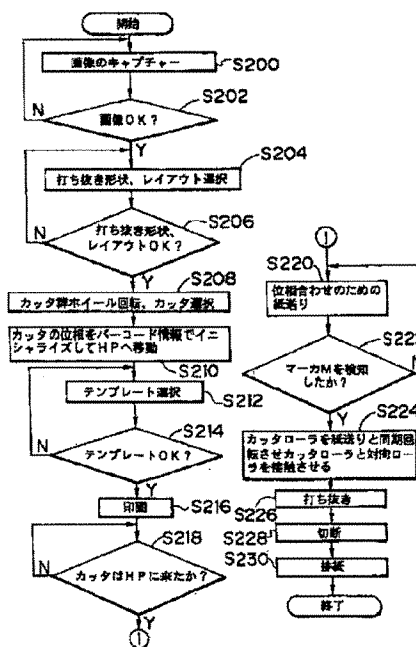 開始
画像のキャプチャー
S200
S202
N
画像OK?
Y
S204
打ち抜き形状、レイアウト選択
S206
N
打ち抜き形状、
レイアウトOK?
Y
S208
カッタ群ホイール回転、カッタ選択
カッタの位相をバーコード情報でイニ
シャライズしてHPへ移動
S210
テンプレート選択
S212
S214
N
テンプレートOK?
Y
印画
S216
S218
N
カッタはHPに来たか?
Y
①
①
S220
位相合わせのための
紙送り
S222
N
マーカMを検知
したか?
Y
S224
カッタローラを紙送りと同期回
転させカッタローラと対向ロー
ラを接触させる
打ち抜き
S226
切断
S228
排紙
S230
終了